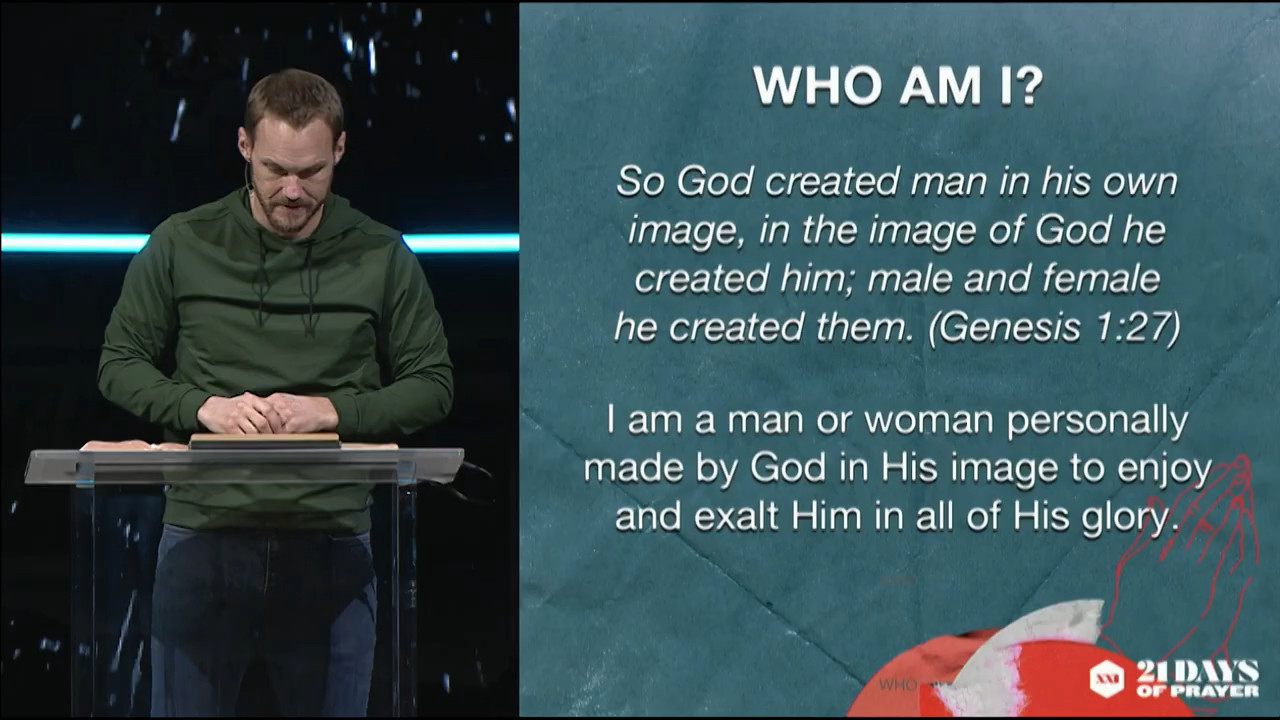 WHO AM I?
So God created man in his own
image, in the image of God he
created him; male and female
he created them. (Genesis 1:27)
I am a man or woman personally
made by God in His image to enjoy
and exalt Him in all of His glory.
WHO
XXI
21 DAYS
OF PRAYER